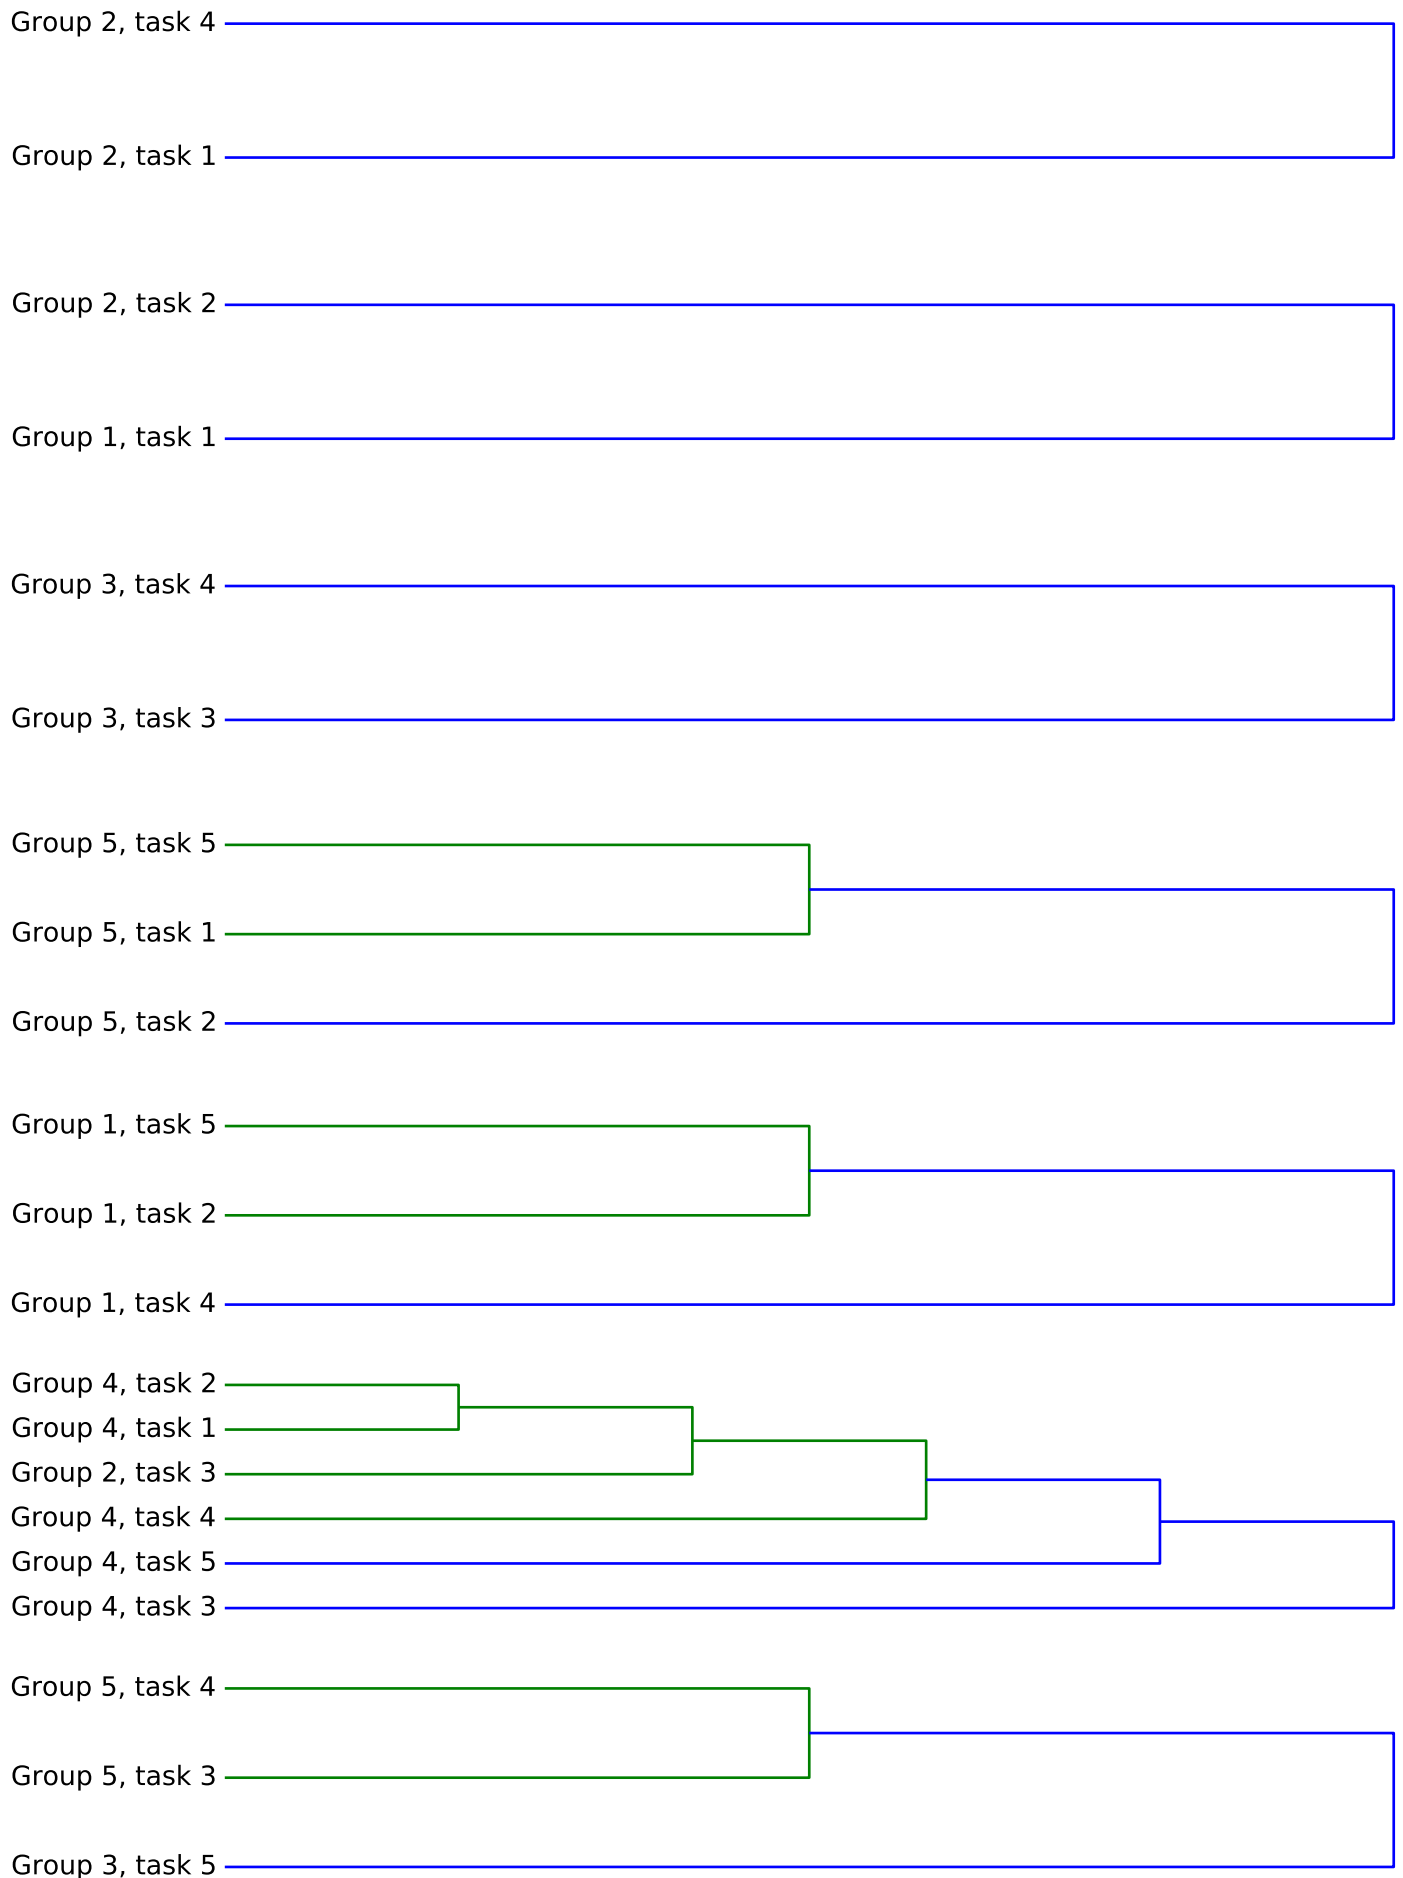 Group 2, task 4
Group 2, task 1
Group 2, task 2
Group 1, task 1
Group 3, task 4
Group 3, task 3
Group 5, task 5
Group 5, task 1
Group 5, task 2
Group 1, task 5
Group 1, task 2
Group 1, task 4
Group 4, task 2
Group 4, task 1
Group 2, task 3
Group 4, task 4
Group 4, task 5
Group 4, task 3
Group 5, task 4
Group 5, task 3
Group 3, task 5